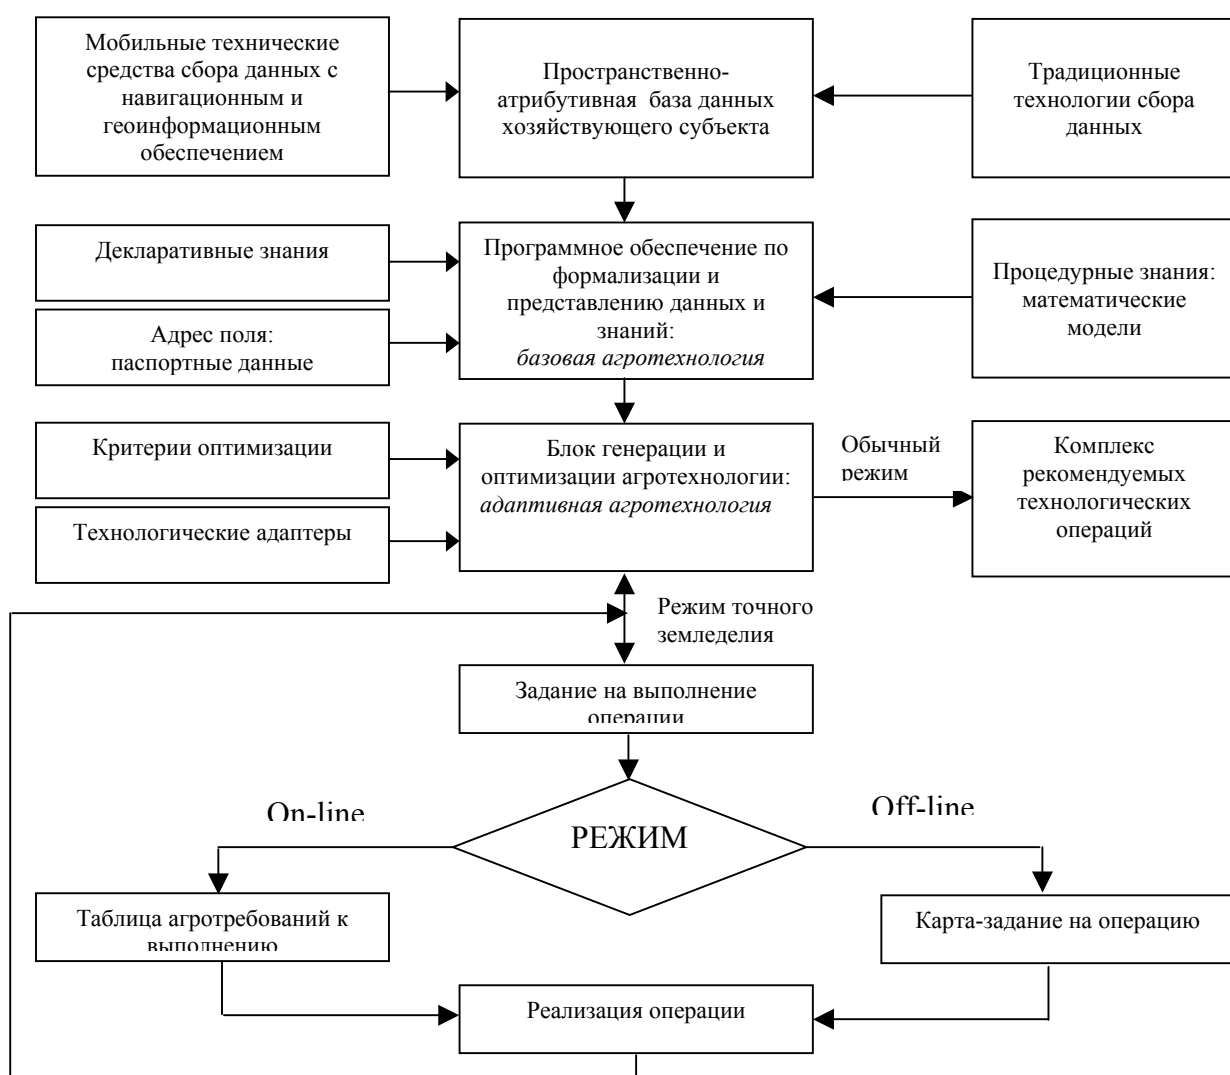 Мобильные технические
средства сбора данных с
навигационным и
геоинформационным
обеспечением
Пространственно-
атрибутивная база данных
хозяйствующего субъекта
Традиционные
технологии сбора
данных
Декларативные знания
Адрес поля:
паспортные данные
Программное обеспечение по
формализации и
представлению данных и
знаний:
базовая агротехнология
Процедурные знания:
математические
модели
Критерии оптимизации
Технологические адаптеры
Блок генерации и
оптимизации агротехнологии:
адаптивная агротехнология
Обычный
режим
Комплекс
рекомендуемых
технологических
операций
Режим точного
земледелия
Задание на выполнение
операции
On-line
РЕЖИМ
Off-line
Таблица агротребований к
выполнению
Карта-задание на операцию
Реализация операции